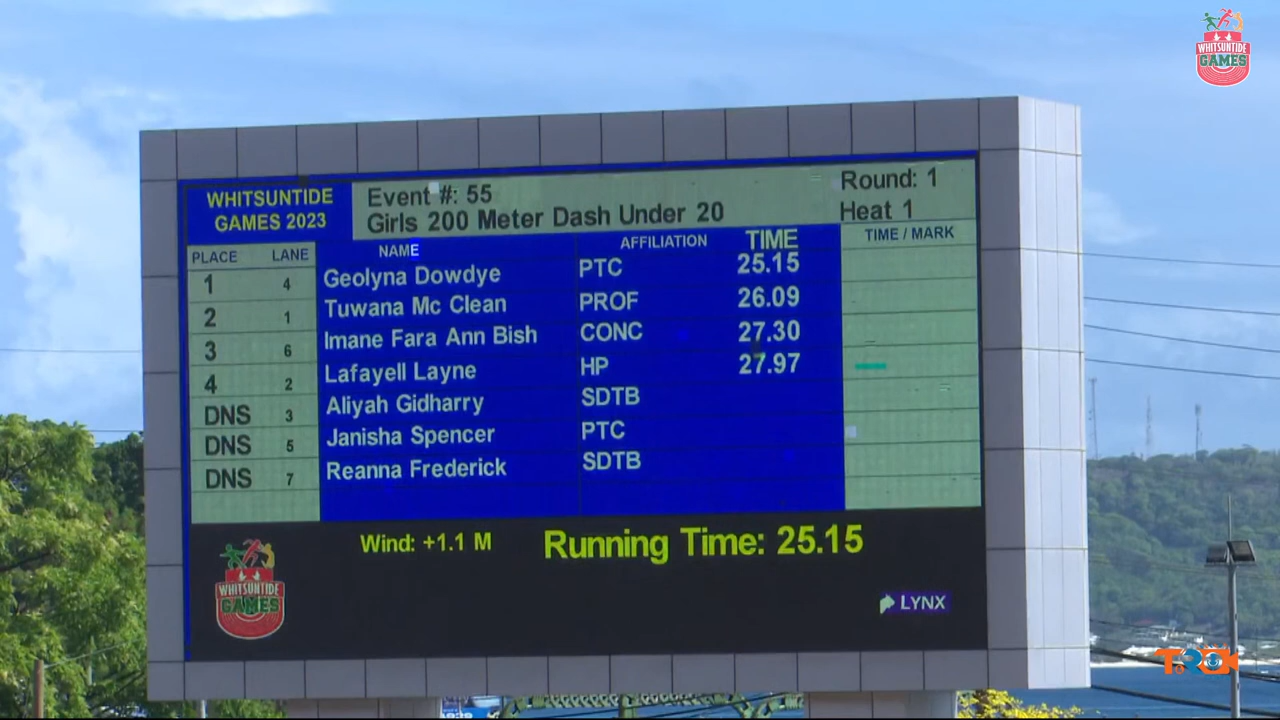 WHITSUNTIDE
GAMES
WHITSUNTIDE
GAMES 2023
Event #: 55
Girls 200 Meter Dash Under 20
Round: 1
Heat 1
PLACE LANE NAME AFFILIATION TIME TIME / MARK
1 4 Geolyna Dowdye PTC 25.15
2 1 Tuwana Mc Clean PROF 26.09
3 6 Imane Fara Ann Bish CONC 27.30
4 2 Lafayell Layne HP 27.97
DNS 3 Aliyah Gidharry SDTB
DNS 5 Janisha Spencer PTC
DNS 7 Reanna Frederick SDTB
Wind: +1.1 M
Running Time: 25.15
WHITSUNTIDE
GAMES
LYNX